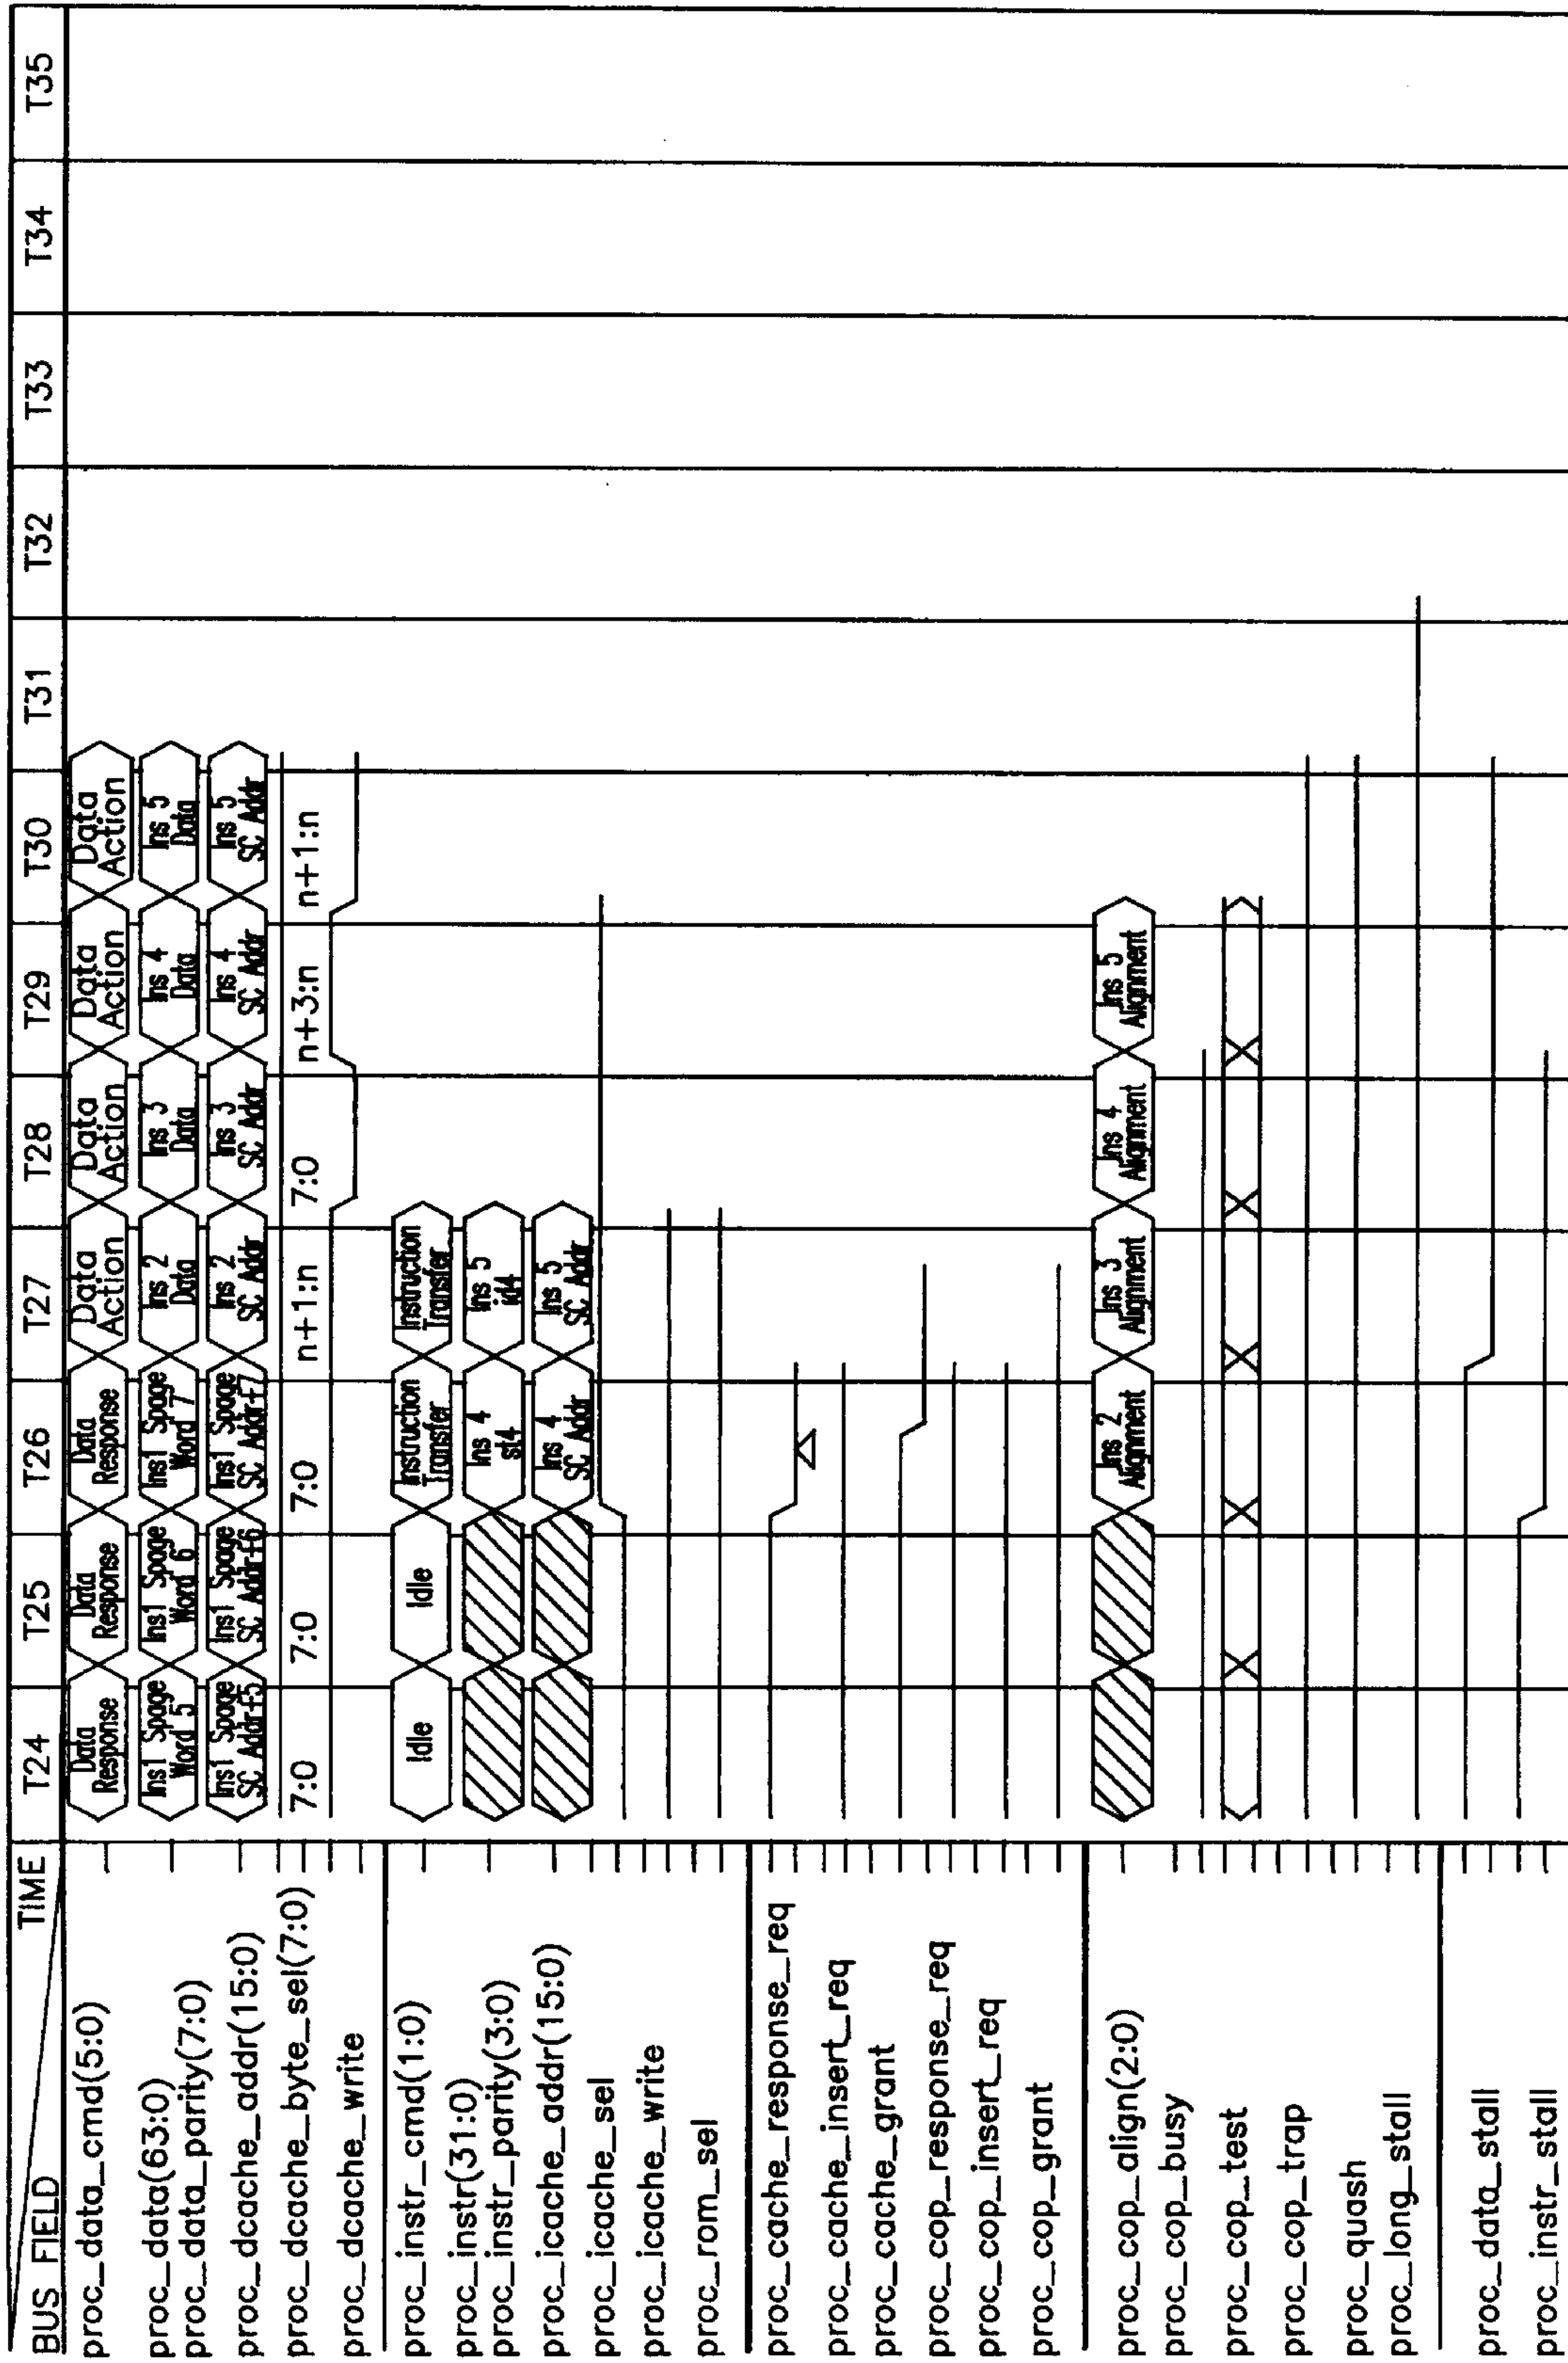 BUS FIELD TIME T24 T25 T26 T27 T28 T29 T30 T31 T32 T33 T34 T35
proc_data_cmd(5:0) Data Response Data Response Data Response Data Action Data Action Data Action Data Action
proc_data(63:0) Ins1 Spage Word 5 Ins1 Spage Word 6 Ins1 Spage Word 7 Ins 2 Data Ins 3 Data Ins 4 Data Ins 5 Data
proc_data_parity(7:0)
proc_dcache_addr(15:0) Ins1 Spage SC Addr+5 Ins1 Spage SC Addr+6 Ins1 Spage SC Addr+7 Ins 2 SC Addr Ins 3 SC Addr Ins 4 SC Addr Ins 5 SC Addr
proc_dcache_byte_sel(7:0) 7:0 7:0 7:0 n+1:n 7:0 n+3:n n+1:n
proc_dcache_write
proc_instr_cmd(1:0) Idle Idle Instruction Transfer Instruction Transfer
proc_instr(31:0) Ins 4 st4 Ins 5 id4
proc_instr_parity(3:0)
proc_icache_addr(15:0) Ins 4 SC Addr Ins 5 SC Addr
proc_icache_sel
proc_icache_write
proc_rom_sel
proc_cache_response_req
proc_cache_insert_req
proc_cache_grant
proc_cop_response_req
proc_cop_insert_req
proc_cop_grant
proc_cop_align(2:0) Ins 2 Alignment Ins 3 Alignment Ins 4 Alignment Ins 5 Alignment
proc_cop_busy
proc_cop_test
proc_cop_trap
proc_quash
proc_long_stall
proc_data_stall
proc_instr_stall